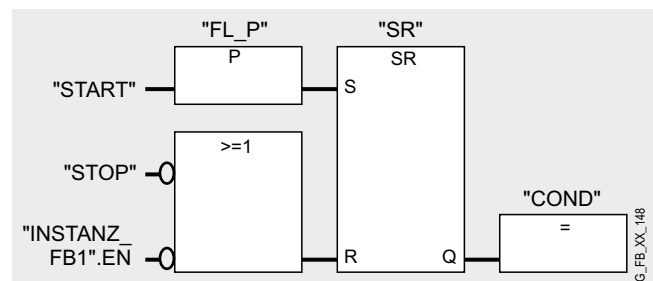 "FL_P"
"SR"
P
SR
"START"
S
>=1
"STOP"
"COND"
=
"INSTANZ_
FB1".EN
R
Q
G_FB_XX_148